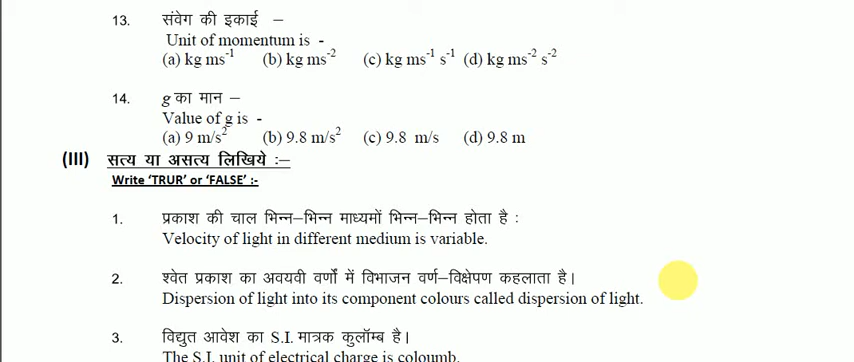 13. संवेग की इकाई –
Unit of momentum is -
(a) kg ms⁻¹ (b) kg ms⁻² (c) kg ms⁻¹ s⁻¹ (d) kg ms⁻² s⁻²
14. g का मान –
Value of g is -
(a) 9 m/s² (b) 9.8 m/s² (c) 9.8 m/s (d) 9.8 m
(III) सत्य या असत्य लिखिये :–
Write ‘TRUR’ or ‘FALSE’ :-
1. प्रकाश की चाल भिन्न–भिन्न माध्यमों भिन्न–भिन्न होता है :
Velocity of light in different medium is variable.
2. श्वेत प्रकाश का अवयवी वर्णों में विभाजन वर्ण–विक्षेपण कहलाता है।
Dispersion of light into its component colours called dispersion of light.
3. विद्युत आवेश का S.I. मात्रक कुलॉम्ब है।
The S.I. unit of electrical charge is coloumb.